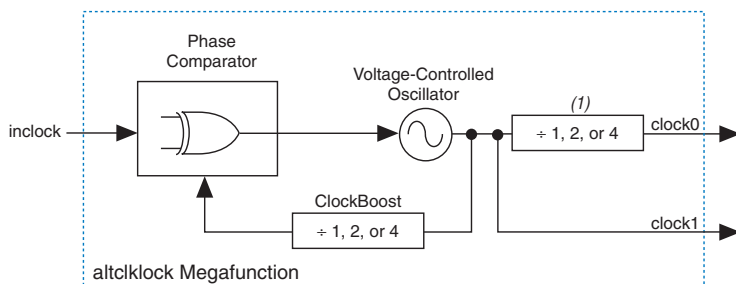 Phase
Comparator
Voltage-Controlled
Oscillator
(1)
inclock
÷ 1, 2, or 4
clock0
ClockBoost
÷ 1, 2, or 4
clock1
altclklock Megafunction